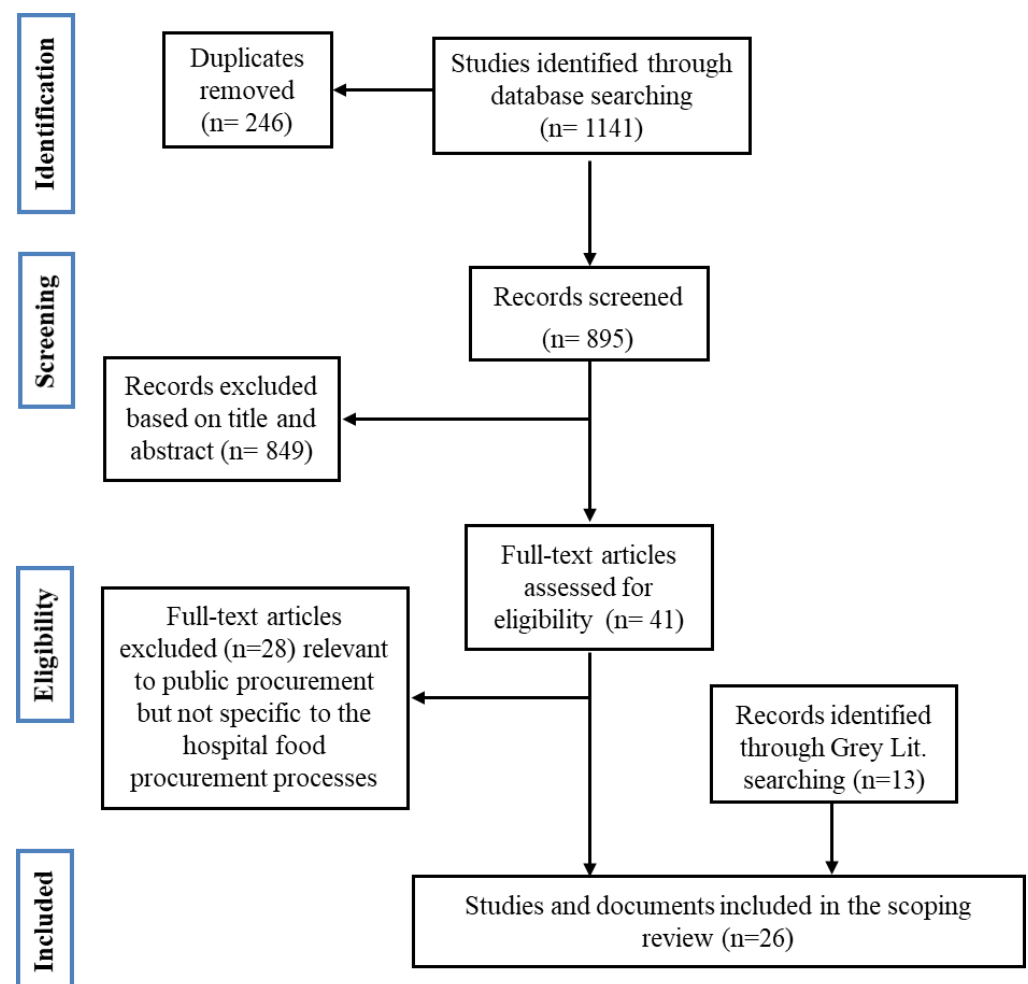 Identification
Duplicates
removed
(n= 246)
Studies identified through
database searching
(n= 1141)
Screening
Records screened
(n= 895)
Records excluded
based on title and
abstract (n= 849)
Eligibility
Full-text articles
assessed for
eligibility (n= 41)
Full-text articles
excluded (n=28) relevant
to public procurement
but not specific to the
hospital food
procurement processes
Records identified
through Grey Lit.
searching (n=13)
Included
Studies and documents included in the scoping
review (n=26)